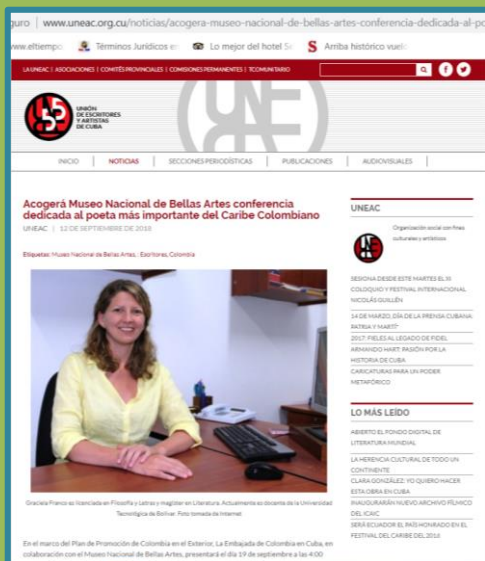 guro | www.uneac.org.cu/noticias/acogera-museo-nacional-de-bellas-artes-conferencia-dedicada-al-po
ww.eltiempo Términos Jurídicos en Lo mejor del hotel S Arriba histórico vuel
LA UNEAC | ASOCIACIONES | COMITÉS PROVINCIALES | COMISIONES PERMANENTES | TCOMUNITARIO
UNIÓN
DE ESCRITORES
Y ARTISTAS
DE CUBA
INICIO | NOTICIAS | SECCIONES PERIODÍSTICAS | PUBLICACIONES | AUDIOVISUALES
Acogerá Museo Nacional de Bellas Artes conferencia
dedicada al poeta más importante del Caribe Colombiano
UNEAC | 12 DE SEPTIEMBRE DE 2018
Etiquetas: Museo Nacional de Bellas Artes, ; Escritores, Colombia
Graciela Franco es licenciada en Filosofía y Letras y magíster en Literatura. Actualmente es docente de la Universidad
Tecnológica de Bolívar. Foto tomada de Internet
En el marco del Plan de Promoción de Colombia en el Exterior, La Embajada de Colombia en Cuba, en
colaboración con el Museo Nacional de Bellas Artes, presentará el día 19 de septiembre a las 4:00
UNEAC
Organización social con fines
culturales y artísticos
SESIONA DESDE ESTE MARTES EL XI
COLOQUIO Y FESTIVAL INTERNACIONAL
NICOLÁS GUILLÉN
14 DE MARZO, DÍA DE LA PRENSA CUBANA:
PATRIA Y MARTÍ"
2017: FIELES AL LEGADO DE FIDEL
ARMANDO HART: PASIÓN POR LA
HISTORIA DE CUBA
CARICATURAS PARA UN PODER
METAFÓRICO
LO MÁS LEÍDO
ABIERTO EL FONDO DIGITAL DE
LITERATURA MUNDIAL
LA HERENCIA CULTURAL DE TODO UN
CONTINENTE
CLARA GONZÁLEZ: YO QUIERO HACER
ESTA OBRA EN CUBA
INAUGURARÁN NUEVO ARCHIVO FÍLMICO
DEL ICAIC
SERÁ ECUADOR EL PAÍS HONRADO EN EL
FESTIVAL DEL CARIBE DEL 2018